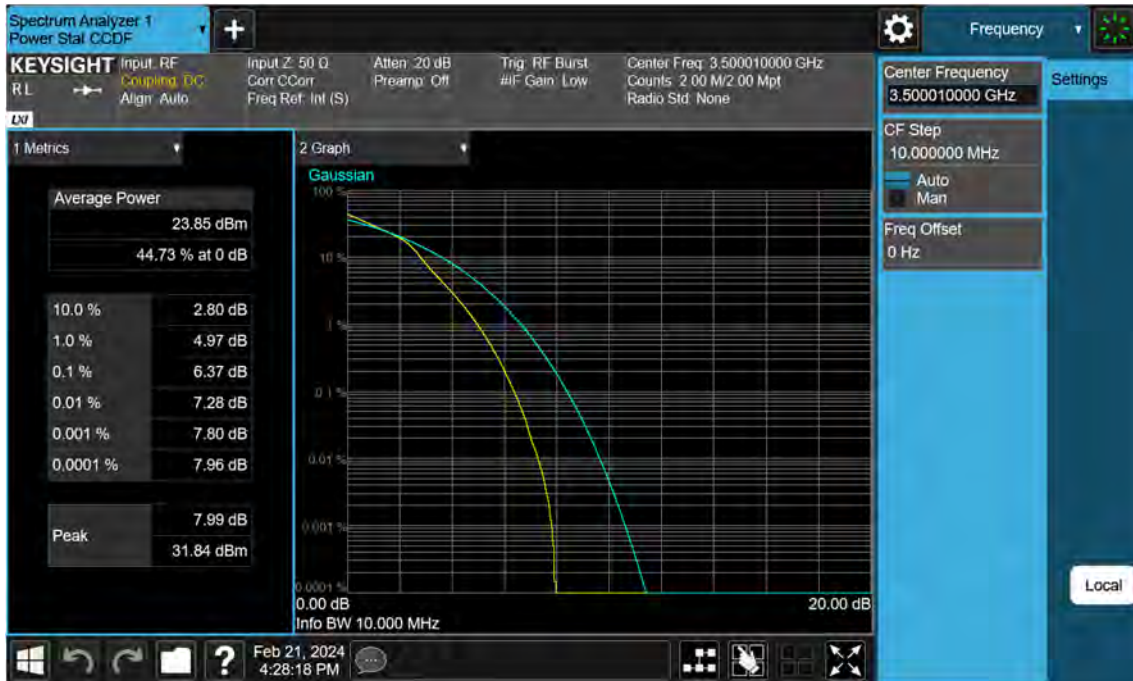 Spectrum Analyzer 1
Power Stat CCDF
Frequency
KEYSIGHT
RL
LXI
Input: RF
Coupling: DC
Align: Auto
Input Z: 50 Ω
Corr CCorr
Freq Ref: Int (S)
Atten: 20 dB
Preamp: Off
Trig: RF Burst
#IF Gain: Low
Center Freq: 3.500010000 GHz
Counts: 2.00 M/2.00 Mpt
Radio Std: None
Center Frequency
3.500010000 GHz
Settings
CF Step
10.000000 MHz
Auto
Man
Freq Offset
0 Hz
1 Metrics
Average Power
23.85 dBm
44.73 % at 0 dB
10.0 % 2.80 dB
1.0 % 4.97 dB
0.1 % 6.37 dB
0.01 % 7.28 dB
0.001 % 7.80 dB
0.0001 % 7.96 dB
Peak
7.99 dB
31.84 dBm
2 Graph
Gaussian
100 %
10 %
1 %
0.1 %
0.01 %
0.001 %
0.0001 %
0.00 dB 20.00 dB
Info BW 10.000 MHz
Local
?
Feb 21, 2024
4:28:18 PM